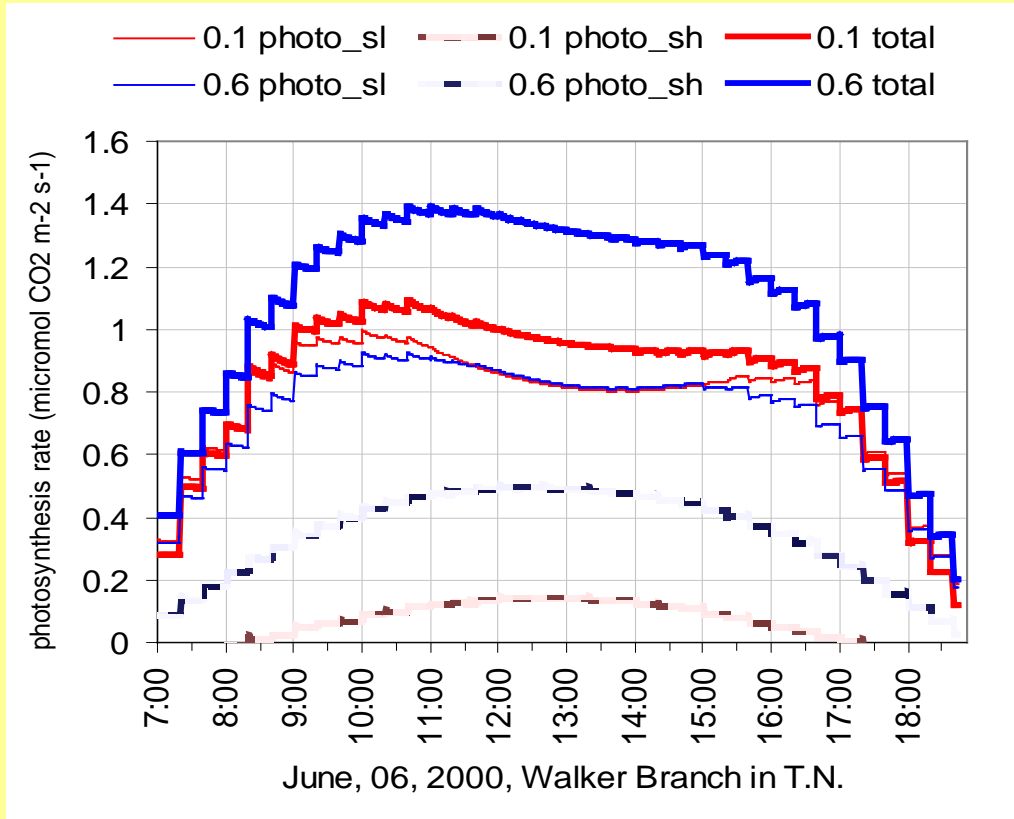 0.1 photo_sl 0.1 photo_sh 0.1 total
0.6 photo_sl 0.6 photo_sh 0.6 total
photosynthesis rate (micromol CO2 m-2 s-1)
1.6
1.4
1.2
1
0.8
0.6
0.4
0.2
0
7:00 8:00 9:00 10:00 11:00 12:00 13:00 14:00 15:00 16:00 17:00 18:00
June, 06, 2000, Walker Branch in T.N.